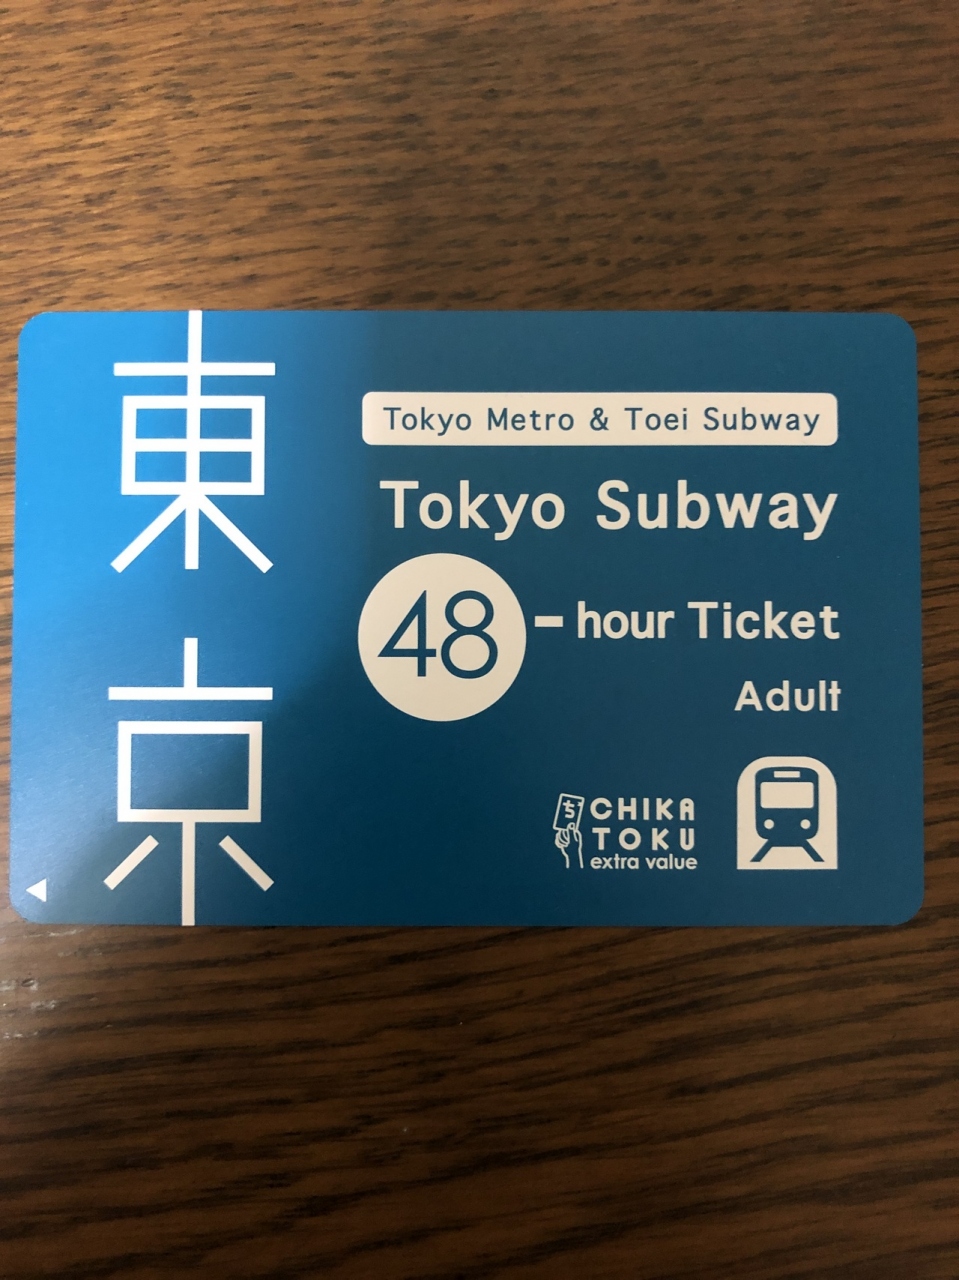 東京
Tokyo Metro & Toei Subway
Tokyo Subway
48-hour Ticket
Adult
ち
CHIKA
TOKU
extra value